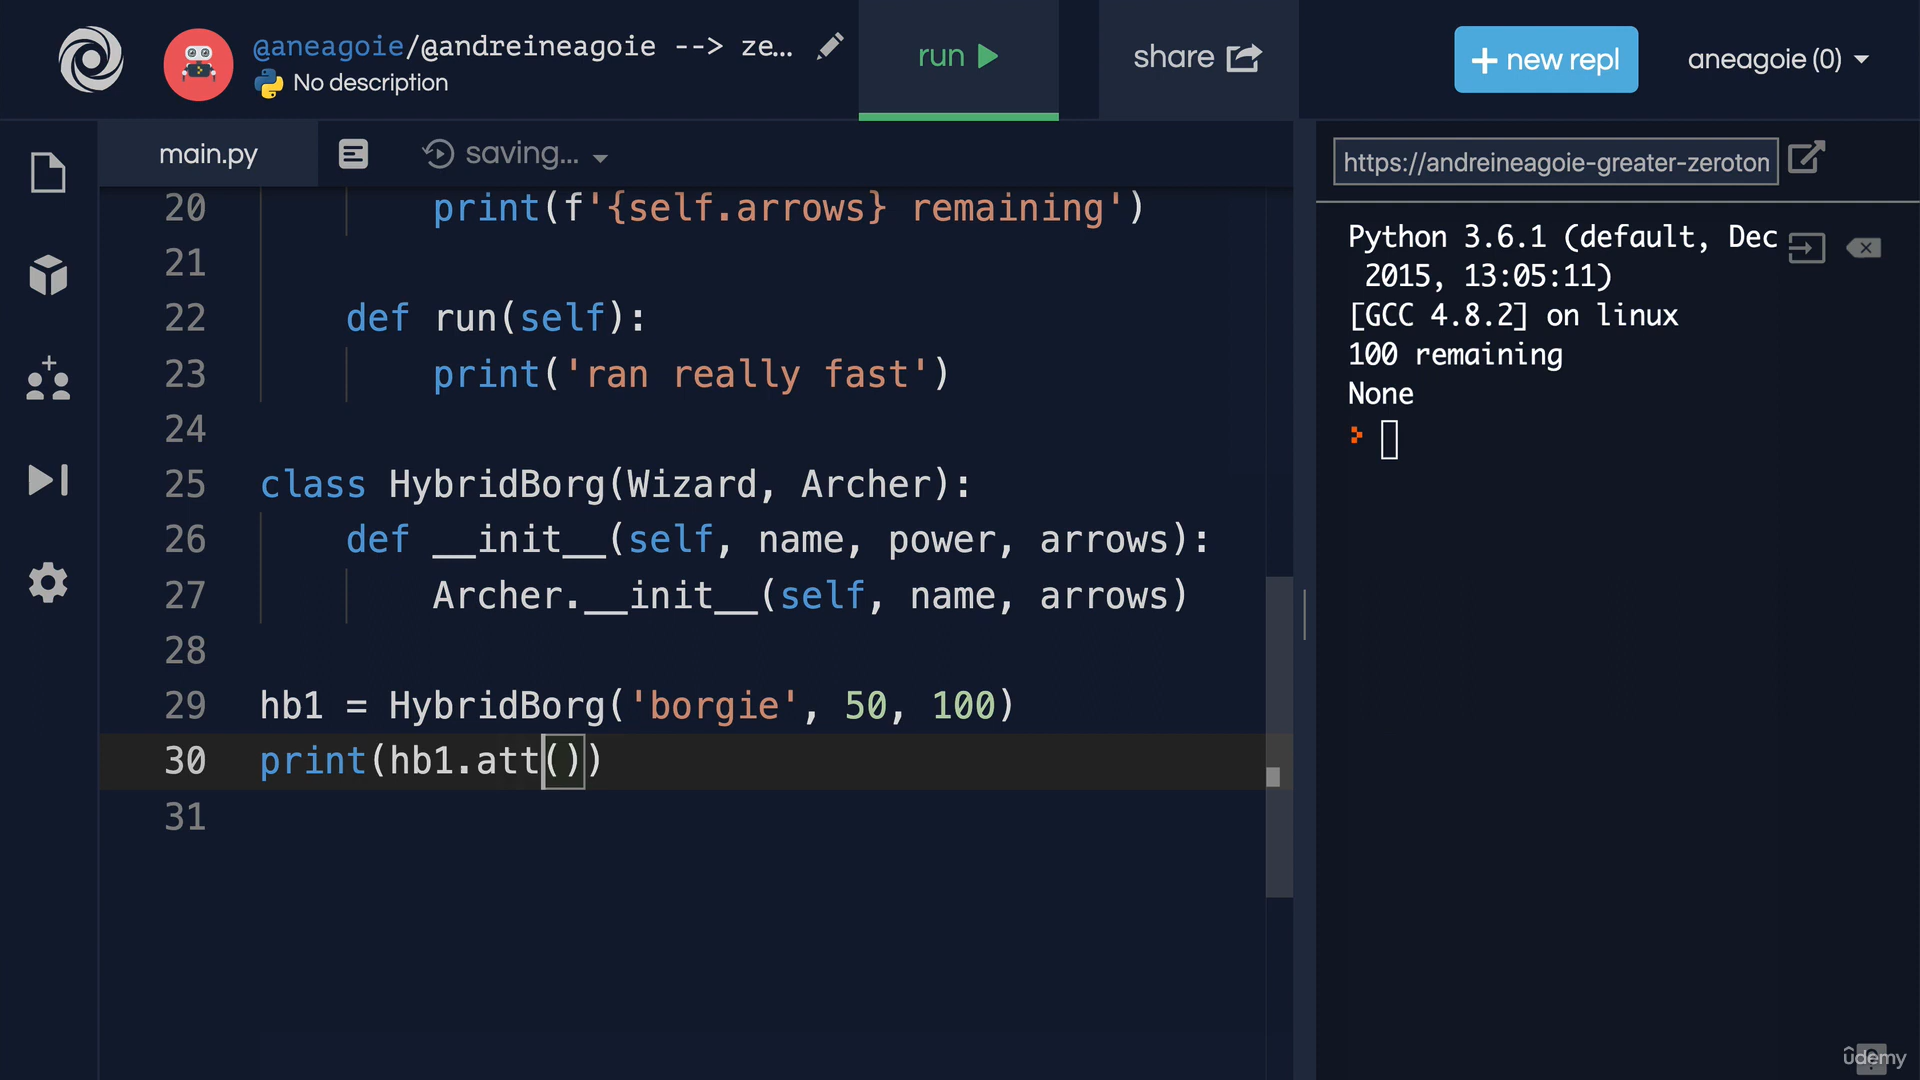 @aneagoie/@andreineagoie --> ze...
No description
run
share
+ new repl
aneagoie (0)
main.py
saving...
https://andreineagoie-greater-zeroton
20 print(f'{self.arrows} remaining')
21
22 def run(self):
23 print('ran really fast')
24
25 class HybridBorg(Wizard, Archer):
26 def __init__(self, name, power, arrows):
27 Archer.__init__(self, name, arrows)
28
29 hb1 = HybridBorg('borgie', 50, 100)
30 print(hb1.att())
31
Python 3.6.1 (default, Dec
2015, 13:05:11)
[GCC 4.8.2] on linux
100 remaining
None
ûdemy